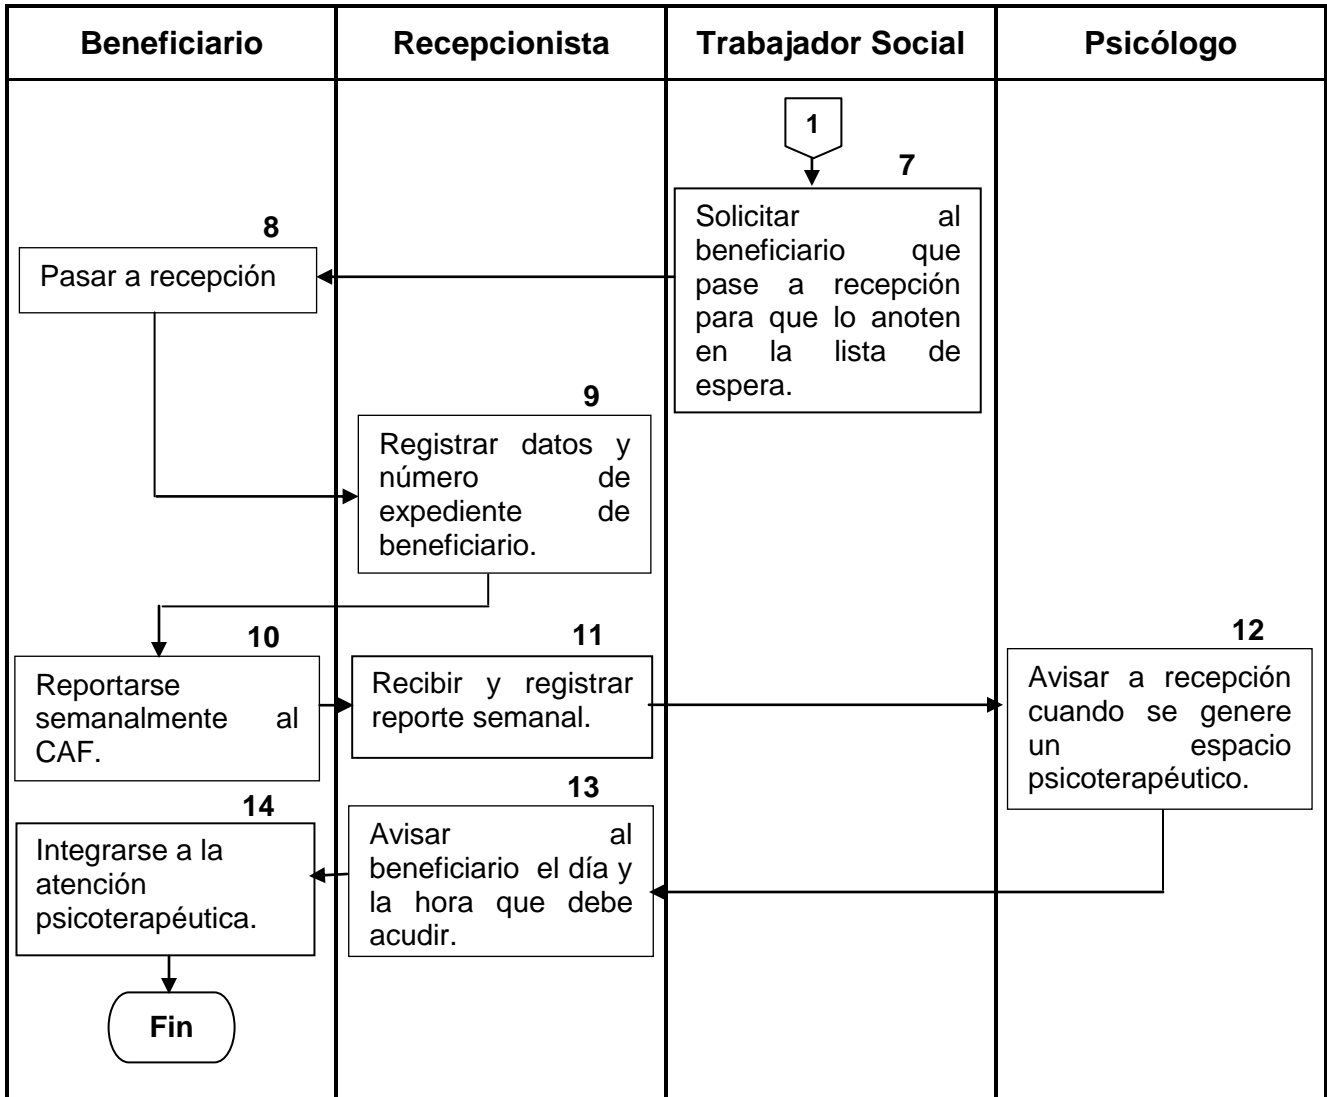 Beneficiario
Recepcionista
Trabajador Social
Psicólogo
1
7
Solicitar al
beneficiario que
pase a recepción
para que lo anoten
en la lista de
espera.
8
Pasar a recepción
9
Registrar datos y
número de
expediente de
beneficiario.
10
Reportarse
semanalmente al
CAF.
11
Recibir y registrar
reporte semanal.
12
Avisar a recepción
cuando se genere
un espacio
psicoterapéutico.
13
Avisar al
beneficiario el día y
la hora que debe
acudir.
14
Integrarse a la
atención
psicoterapéutica.
Fin